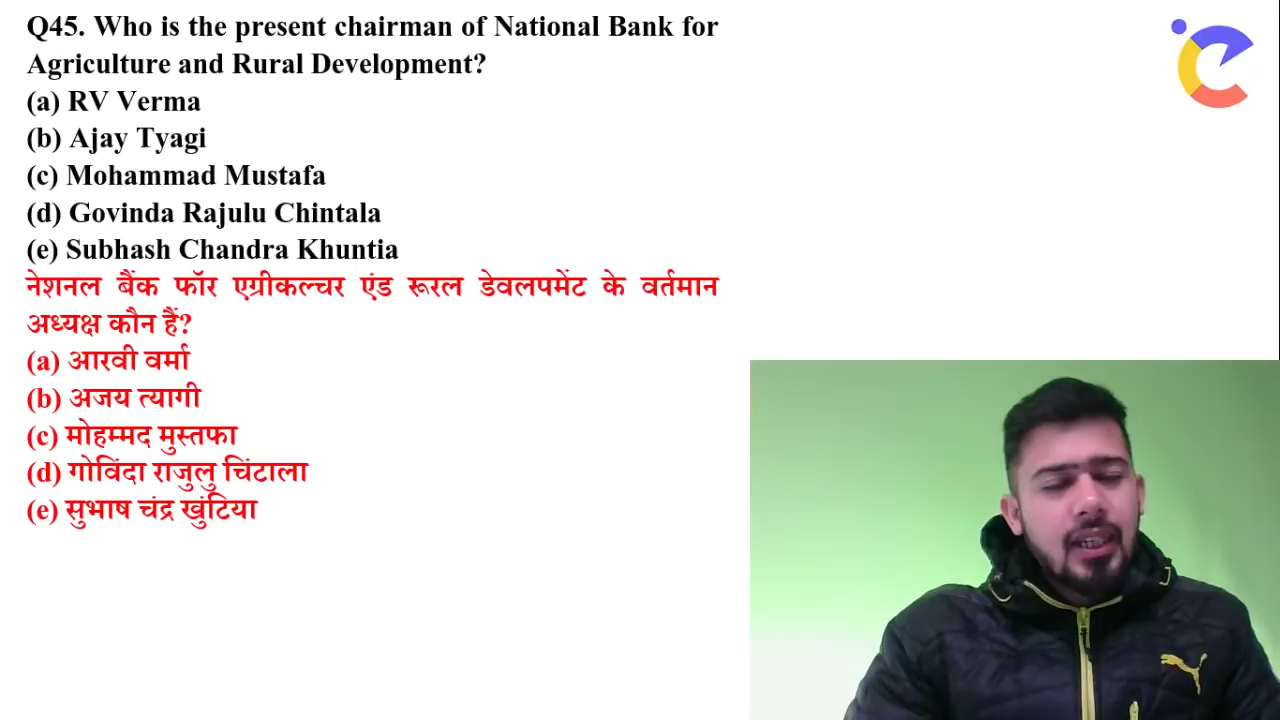 Q45. Who is the present chairman of National Bank for
Agriculture and Rural Development?
(a) RV Verma
(b) Ajay Tyagi
(c) Mohammad Mustafa
(d) Govinda Rajulu Chintala
(e) Subhash Chandra Khuntia
नेशनल बैंक फॉर एग्रीकल्चर एंड रूरल डेवलपमेंट के वर्तमान
अध्यक्ष कौन हैं?
(a) आरवी वर्मा
(b) अजय त्यागी
(c) मोहम्मद मुस्तफा
(d) गोविंदा राजुलु चिंटाला
(e) सुभाष चंद्र खुंटिया